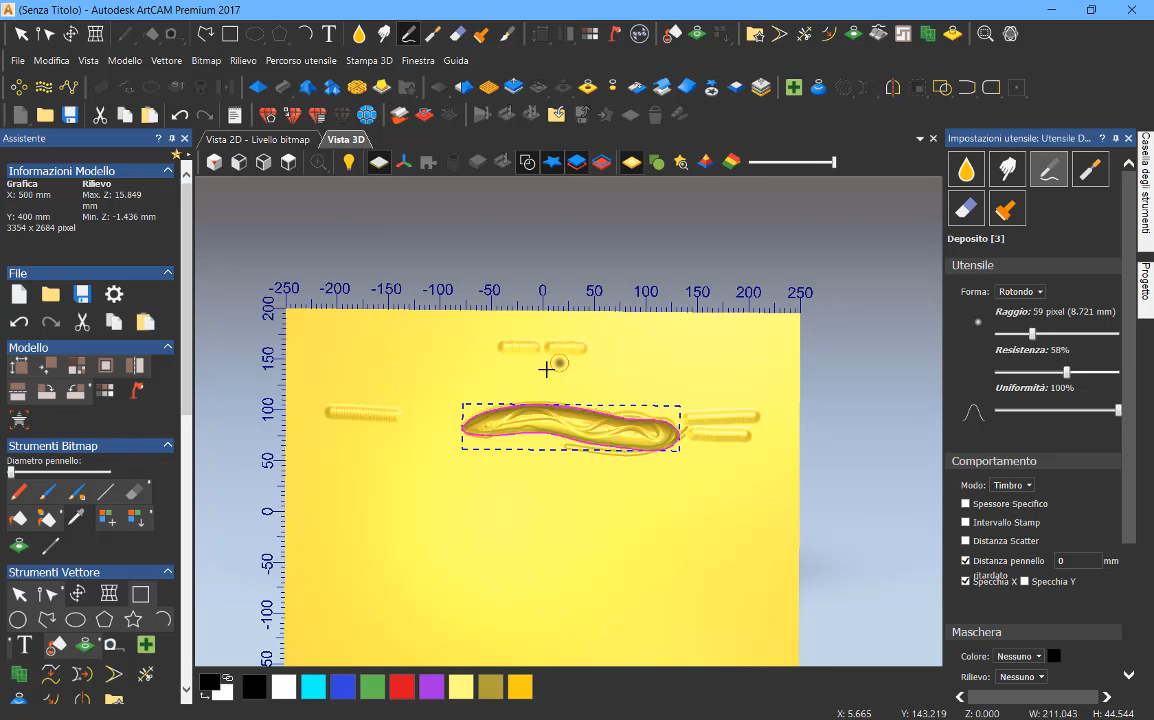 (Senza Titolo) - Autodesk ArtCAM Premium 2017
File Modifica Vista Modello Vettore Bitmap Rilievo Percorso utensile Stampa 3D Finestra Guida
Assistente
Vista 2D - Livello bitmap Vista 3D
Impostazioni utensile: Utensile D...
Casella degli strumenti
Progetto
Informazioni Modello
Grafica Rilievo
X: 500 mm Max. Z: 15.849
mm
Y: 400 mm Min. Z: -1.436 mm
3354 x 2684 pixel
File
Modello
Strumenti Bitmap
Diametro pennello:
Strumenti Vettore
-250 -200 -150 -100 -50 0 50 100 150 200 250
200
150
100
50
0
-50
-100
-150
Deposito [3]
Utensile
Forma: Rotondo
Raggio: 59 pixel (8.721 mm)
Resistenza: 58%
Uniformità: 100%
Comportamento
Modo: Timbro
Spessore Specifico
Intervallo Stamp
Distanza Scatter
Distanza pennello 0 mm
ritardato
Specchia X Specchia Y
Maschera
Colore: Nessuno
Rilievo: Nessuno
X: 5.665 Y: 143.219 Z: 0.000 W: 211.043 H: 44.544